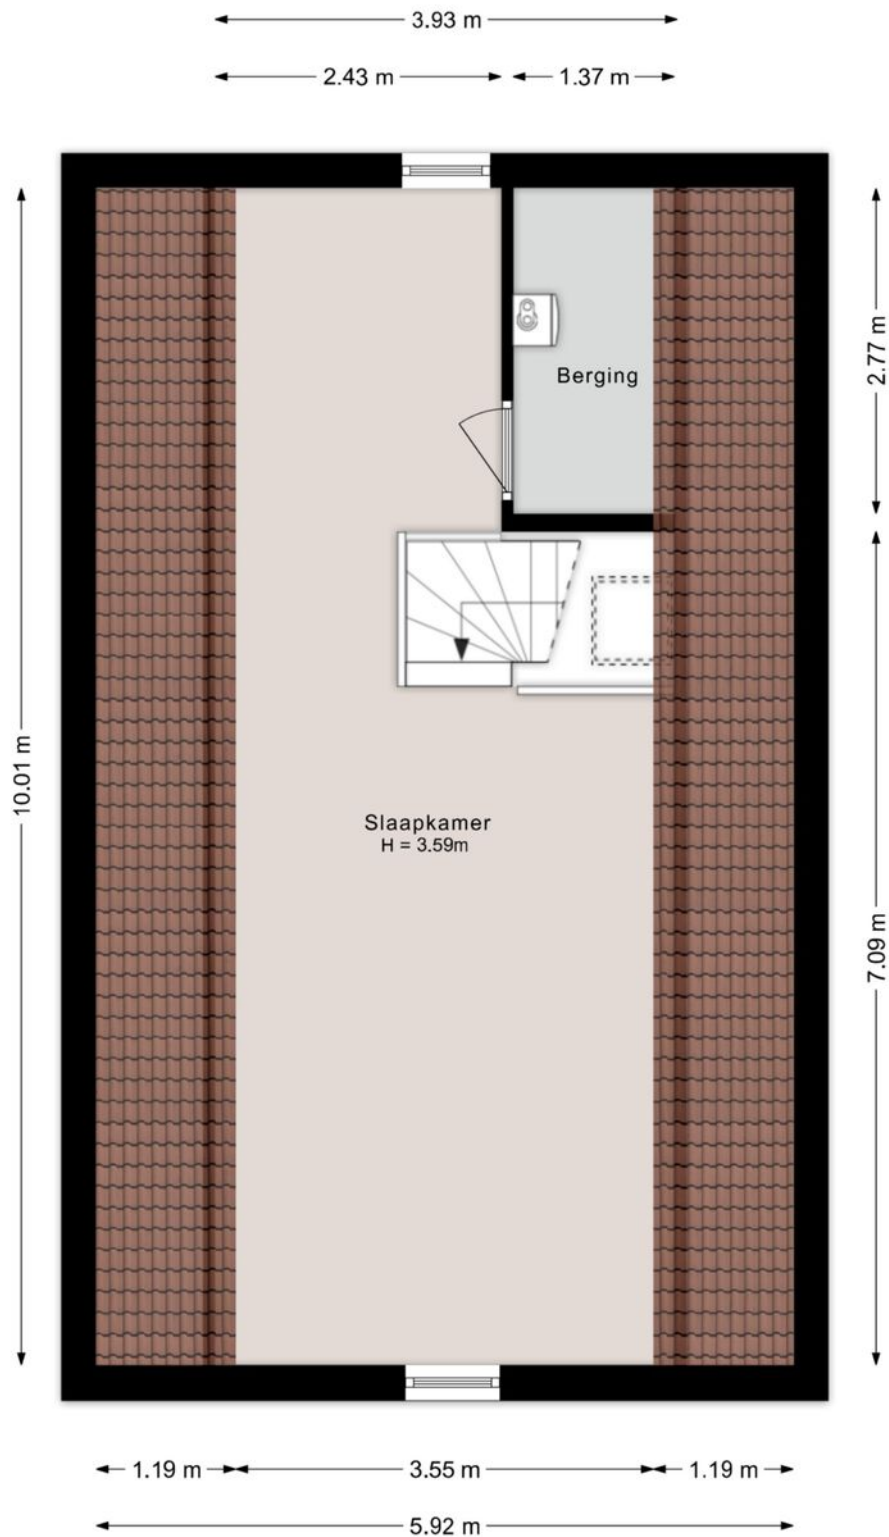 3.93 m
2.43 m
1.37 m
2.77 m
Berging
10.01 m
Slaapkamer
H = 3.59m
7.09 m
1.19 m
3.55 m
1.19 m
5.92 m